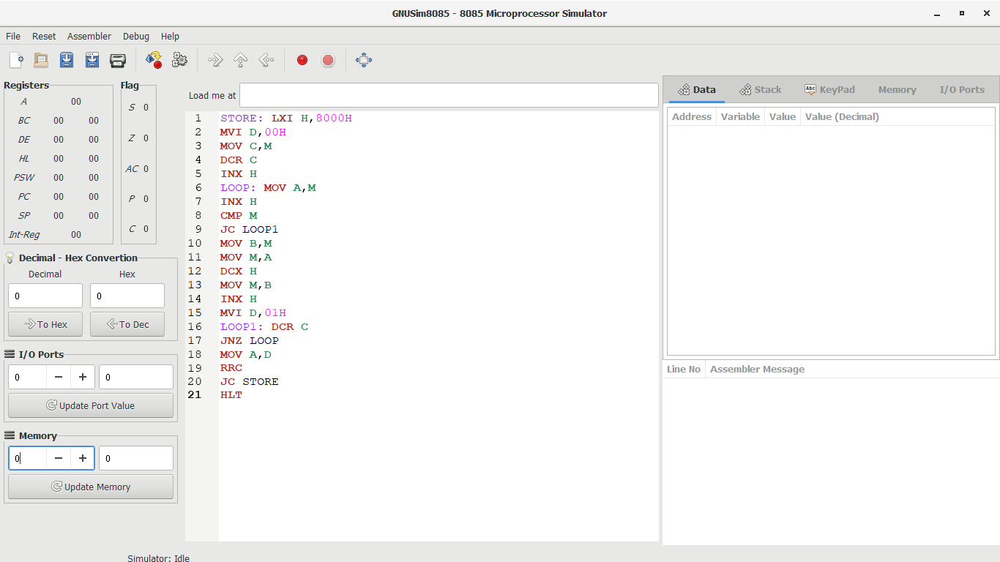 GNUSim8085 - 8085 Microprocessor Simulator
File Reset Assembler Debug Help
Registers
A 00
BC 00 00
DE 00 00
HL 00 00
PSW 00 00
PC 00 00
SP 00 00
Int-Reg 00
Flag
S 0
Z 0
AC 0
P 0
C 0
Decimal - Hex Convertion
Decimal Hex
0 0
To Hex To Dec
I/O Ports
0 − + 0
Update Port Value
Memory
0 − + 0
Update Memory
Load me at
1 STORE: LXI H,8000H
2 MVI D,00H
3 MOV C,M
4 DCR C
5 INX H
6 LOOP: MOV A,M
7 INX H
8 CMP M
9 JC LOOP1
10 MOV B,M
11 MOV M,A
12 DCX H
13 MOV M,B
14 INX H
15 MVI D,01H
16 LOOP1: DCR C
17 JNZ LOOP
18 MOV A,D
19 RRC
20 JC STORE
21 HLT
Data Stack Abc KeyPad Memory I/O Ports
Address Variable Value Value (Decimal)
Line No Assembler Message
Simulator: Idle